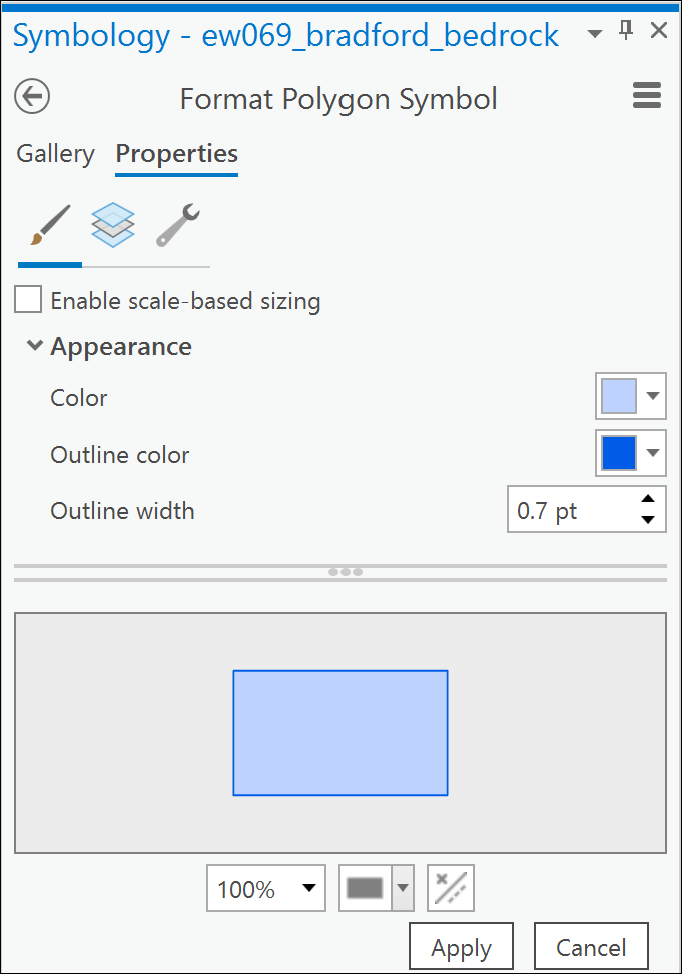 Symbology - ew069_bradford_bedrock
Format Polygon Symbol
Gallery Properties
Enable scale-based sizing
Appearance
Color
Outline color
Outline width 0.7 pt
100%
Apply Cancel